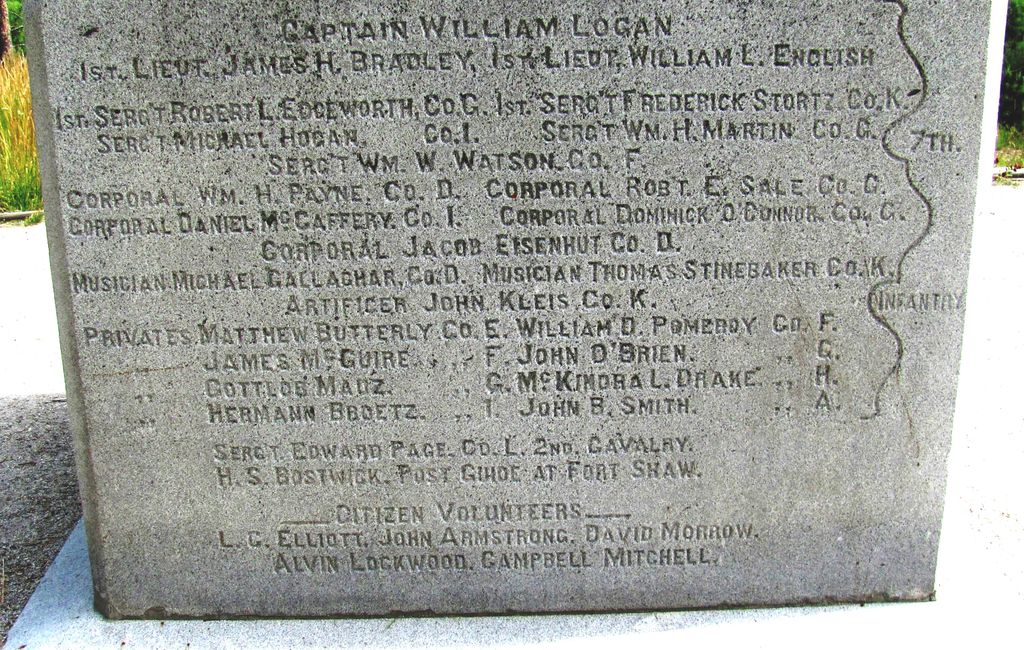 CAPTAIN WILLIAM LOGAN
1ST. LIEUT. JAMES H. BRADLEY, 1ST. LIEUT. WILLIAM L. ENGLISH
1ST. SERG'T ROBERT L. EDGEWORTH, CO. G. 1ST. SERG'T FREDERICK STORTZ. CO. K.
SERG'T MICHAEL HOGAN. CO. I. SERG'T WM. H. MARTIN CO. G.
7TH.
SERG'T WM. W. WATSON. CO. F.
CORPORAL WM. H. PAYNE. CO. D. CORPORAL ROB'T. E. SALE. CO. G.
CORPORAL DANIEL MCCAFFERY. CO. I. CORPORAL DOMINICK O'CONNOR. CO. G.
CORPORAL JACOB EISENHUT CO. D.
MUSICIAN MICHAEL GALLAGHAR, CO. D. MUSICIAN THOMAS STINEBAKER CO. K.
ARTIFICER JOHN KLEIS. CO. K.
INFANTRY
PRIVATES MATTHEW BUTTERLY CO. E. WILLIAM D. POMEROY CO. F.
,, JAMES MCGUIRE ,, F. JOHN O'BRIEN. ,, G.
,, GOTTLOB MANZ. ,, G. MCKINDRA L. DRAKE. ,, H.
,, HERMANN BROETZ. ,, I. JOHN B. SMITH. ,, A.
SERGT. EDWARD PAGE. CO. L. 2ND. CAVALRY.
H. S. BOSTWICK. POST GUIDE AT FORT SHAW.
CITIZEN VOLUNTEERS
L. C. ELLIOTT, JOHN ARMSTRONG. DAVID MORROW.
ALVIN LOCKWOOD. CAMPBELL MITCHELL.